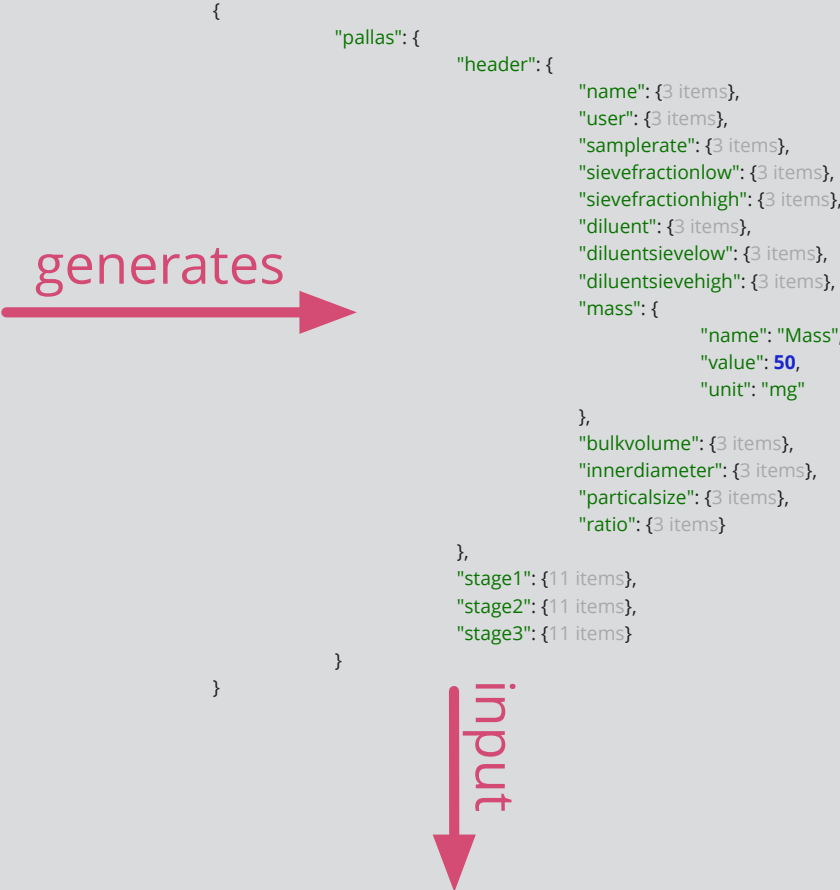 {
"pallas": {
"header": {
"name": {3 items},
"user": {3 items},
"samplerate": {3 items},
"sievefractionlow": {3 items},
"sievefractionhigh": {3 items},
"diluent": {3 items},
"diluentsievelow": {3 items},
"diluentsievehigh": {3 items},
"mass": {
"name": "Mass",
"value": 50,
"unit": "mg"
},
"bulkvolume": {3 items},
"innerdiameter": {3 items},
"particalsize": {3 items},
"ratio": {3 items}
},
"stage1": {11 items},
"stage2": {11 items},
"stage3": {11 items}
}
}
generates
input